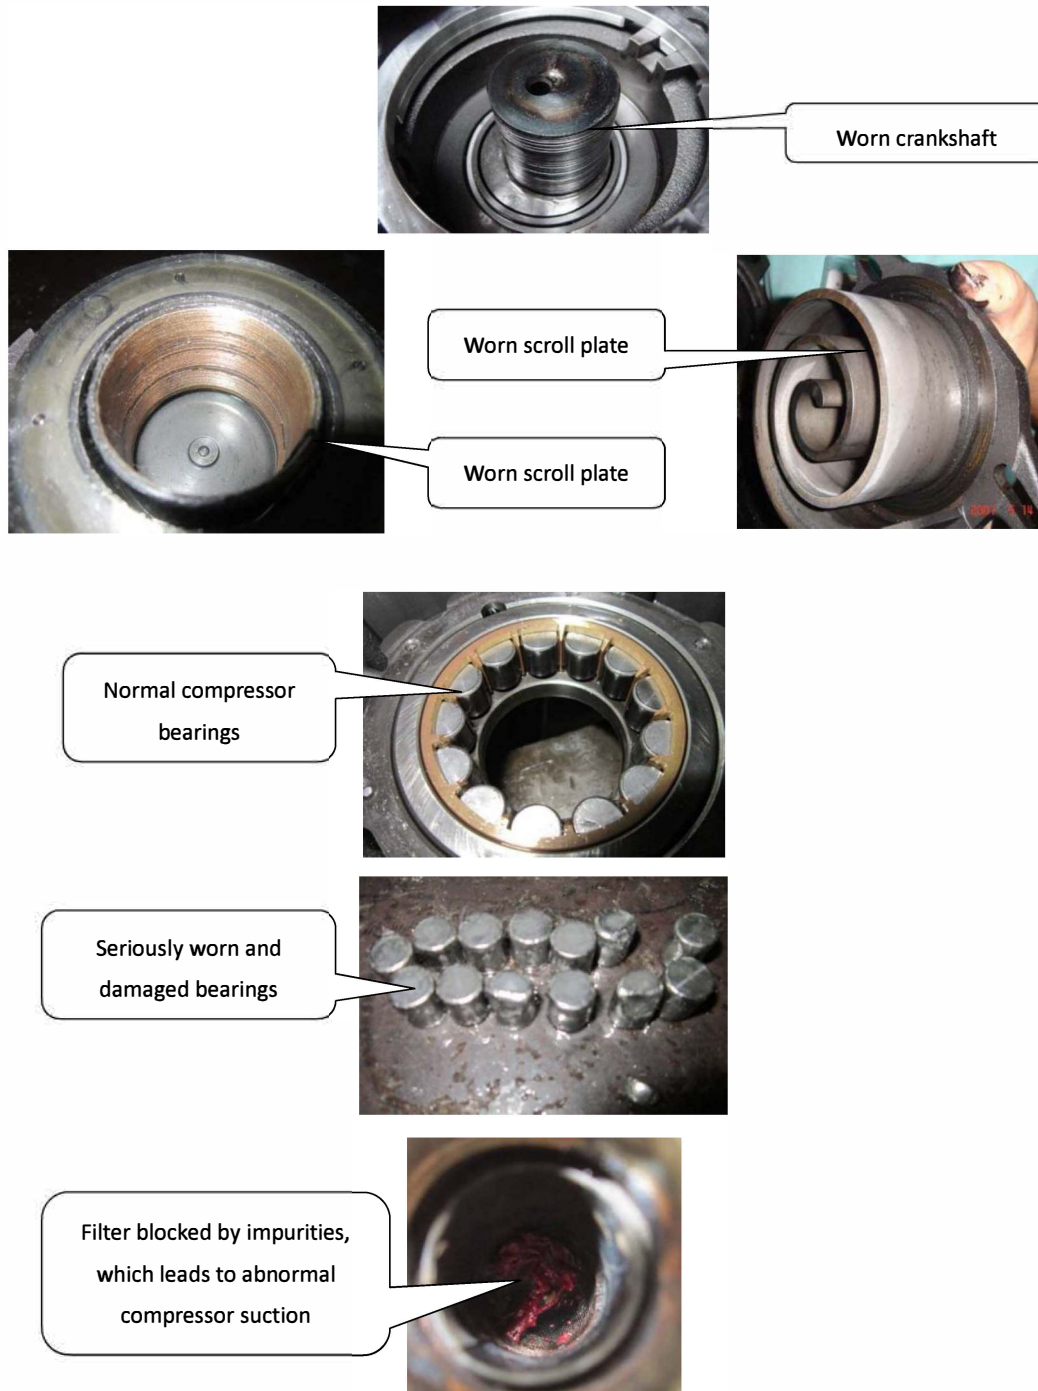 Worn crankshaft
Worn scroll plate
Worn scroll plate
Normal compressor
bearings
Seriously worn and
damaged bearings
Filter blocked by impurities,
which leads to abnormal
compressor suction